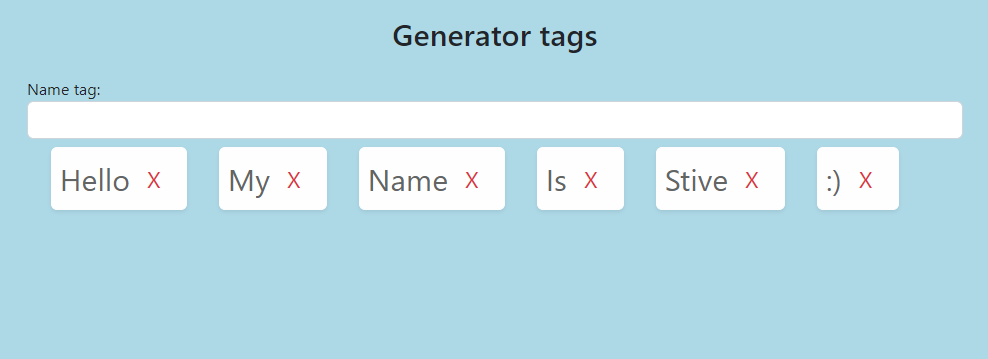 Generator tags
Name tag:
Hello X My X Name X Is X Stive X :) X